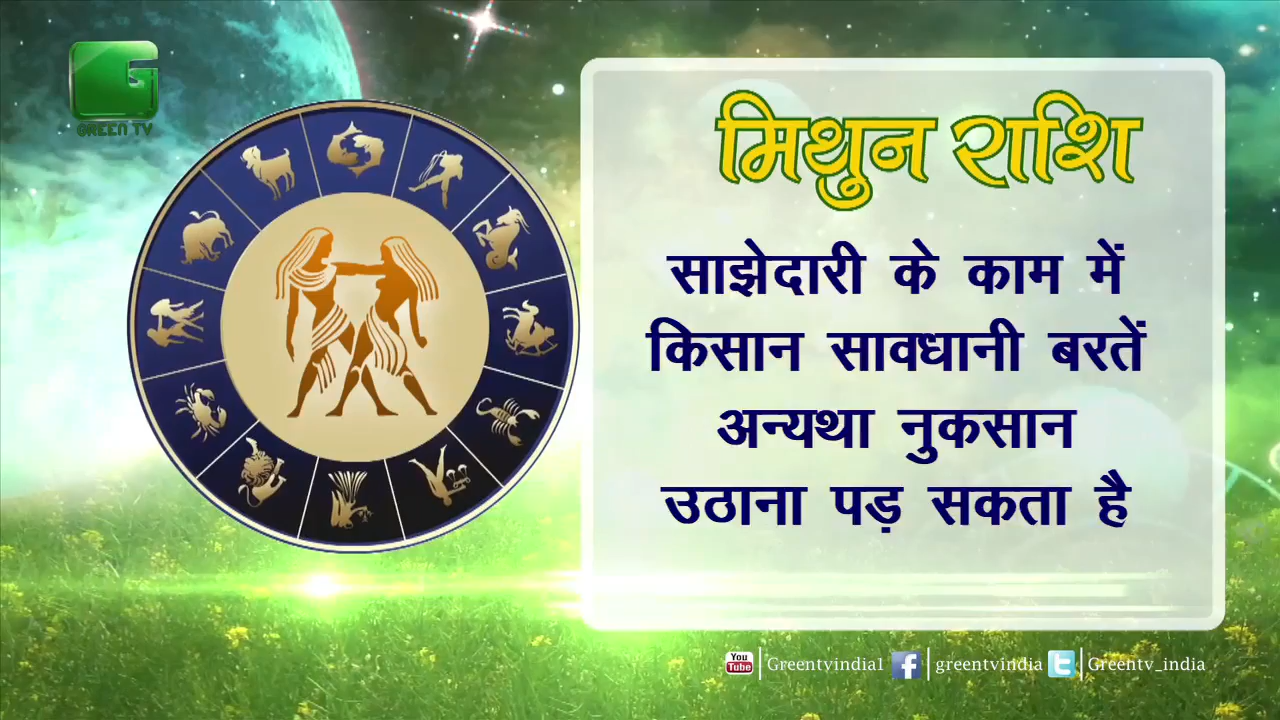 GREEN TV
मिथुन राशि
साझेदारी के काम में
किसान सावधानी बरतें
अन्यथा नुकसान
उठाना पड़ सकता है
You Tube Greentvindia1 f greentvindia t Greentv_india